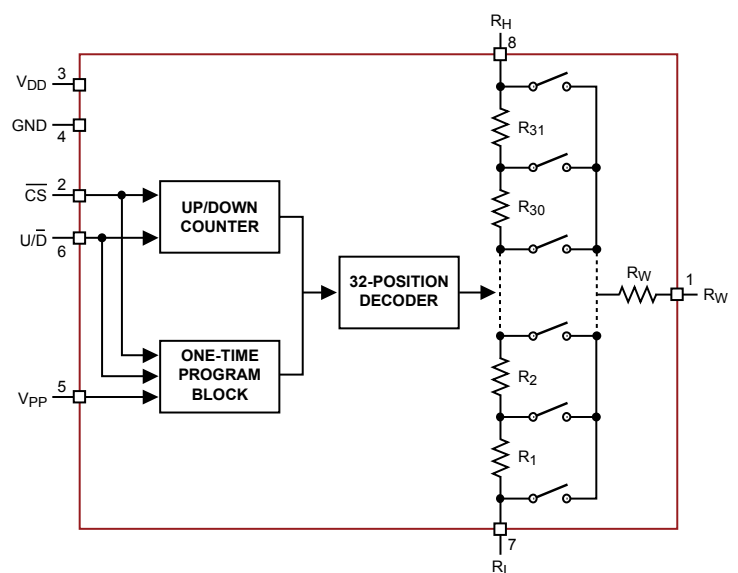 R_H
8
3
V_DD
GND
4
R_31
2
C̅S̅
UP/DOWN
COUNTER
R_30
U/D̅
6
32-POSITION
DECODER
R_W
1
R_W
ONE-TIME
PROGRAM
BLOCK
R_2
5
V_PP
R_1
7
R_L